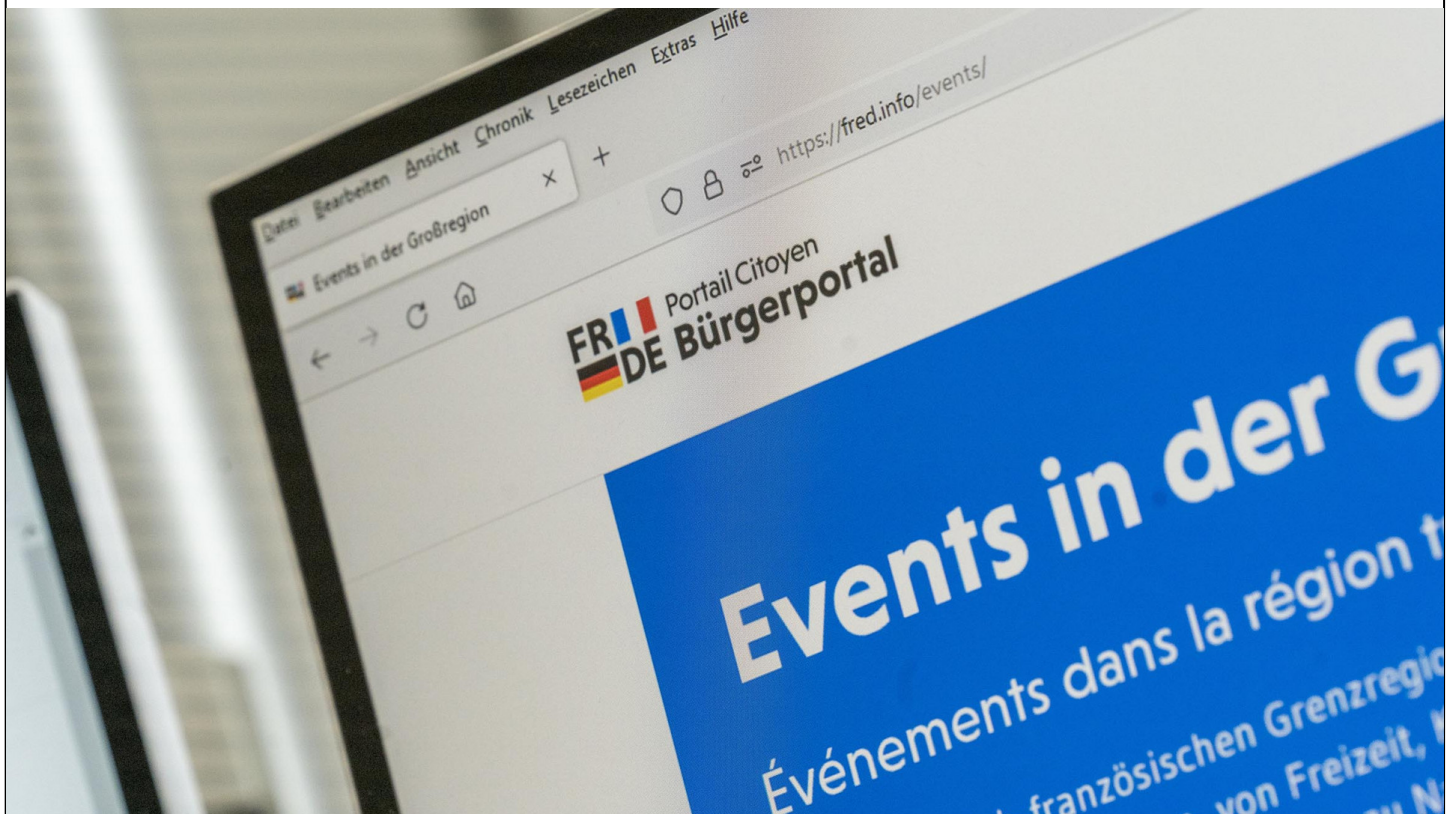 Datei Bearbeiten Ansicht Chronik Lesezeichen Extras Hilfe
Events in der Großregion
https://fred.info/events/
FR Portail Citoyen
DE Bürgerportal
Events in der G
Événements dans la région t
französischen Grenzregio
von Freizeit, K
zu N